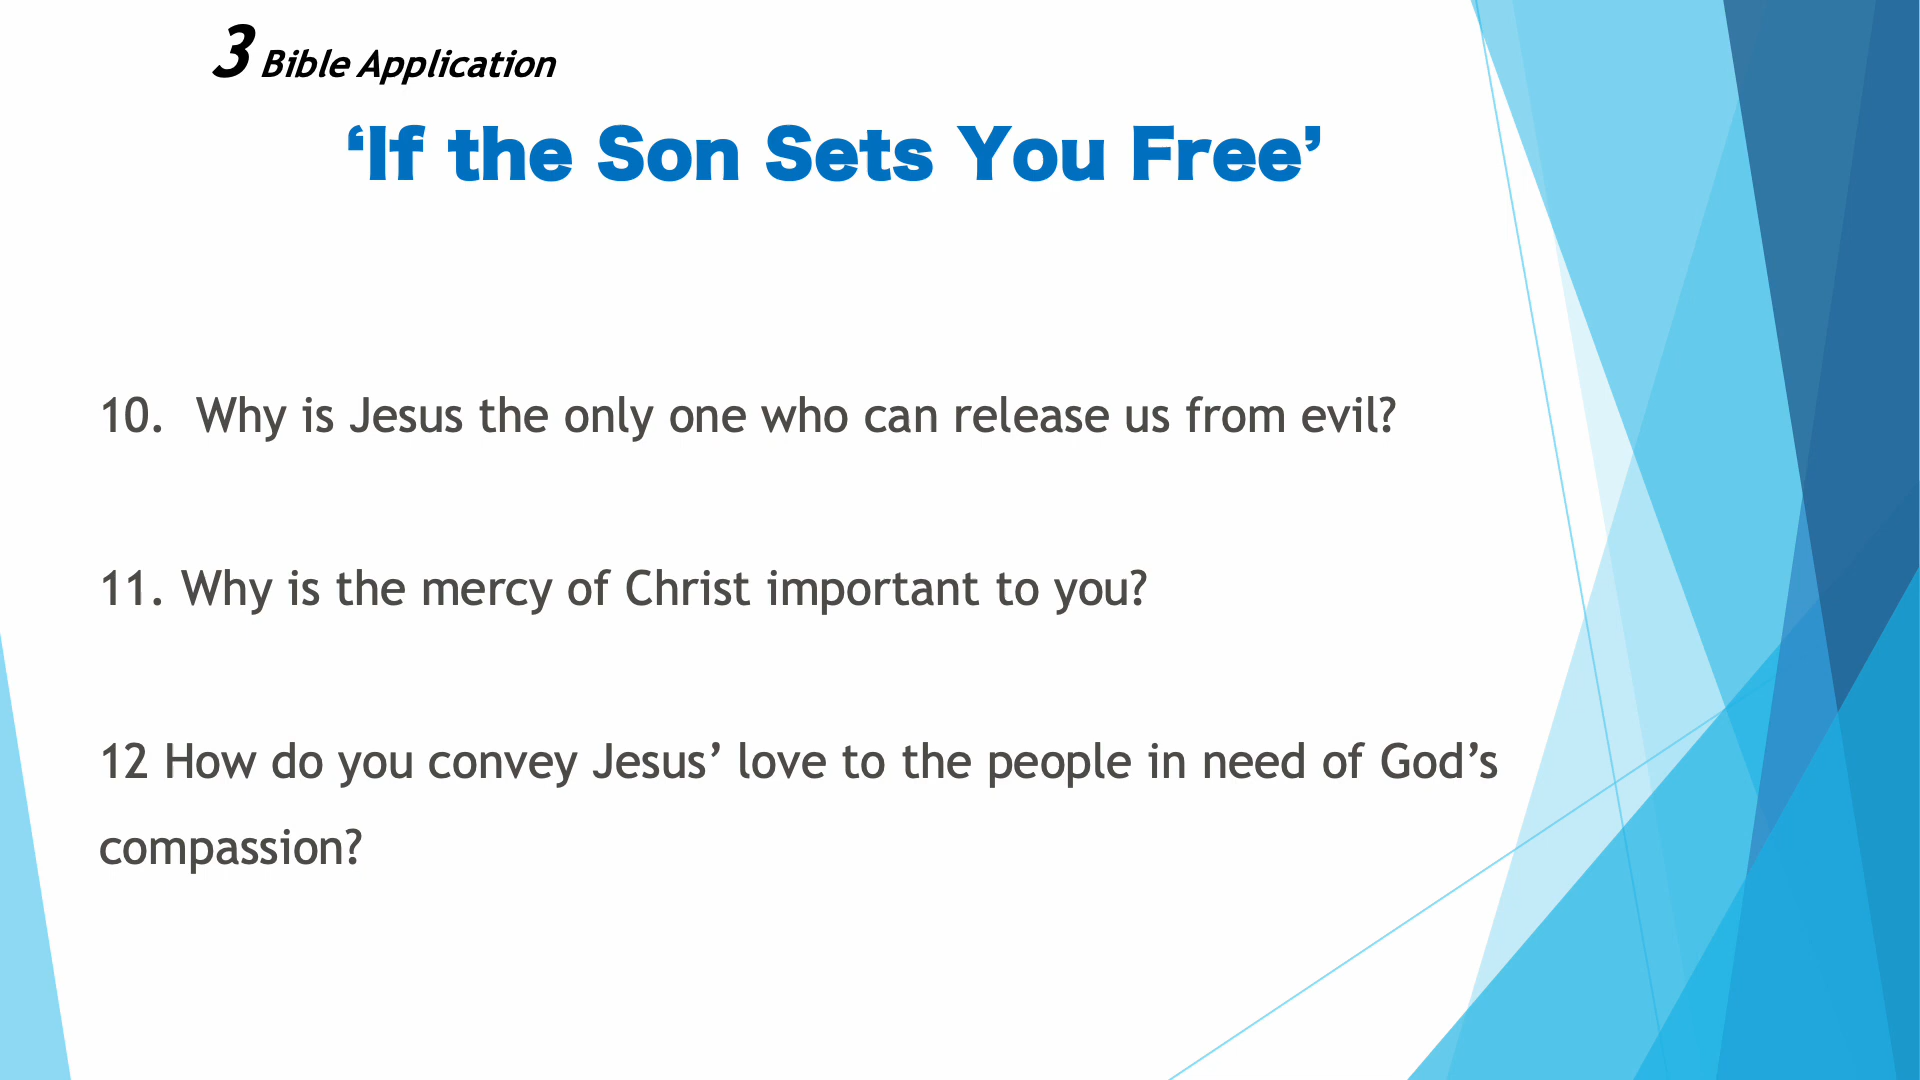 3 Bible Application
‘If the Son Sets You Free’
10.  Why is Jesus the only one who can release us from evil?
11. Why is the mercy of Christ important to you?
12 How do you convey Jesus’ love to the people in need of God’s
compassion?